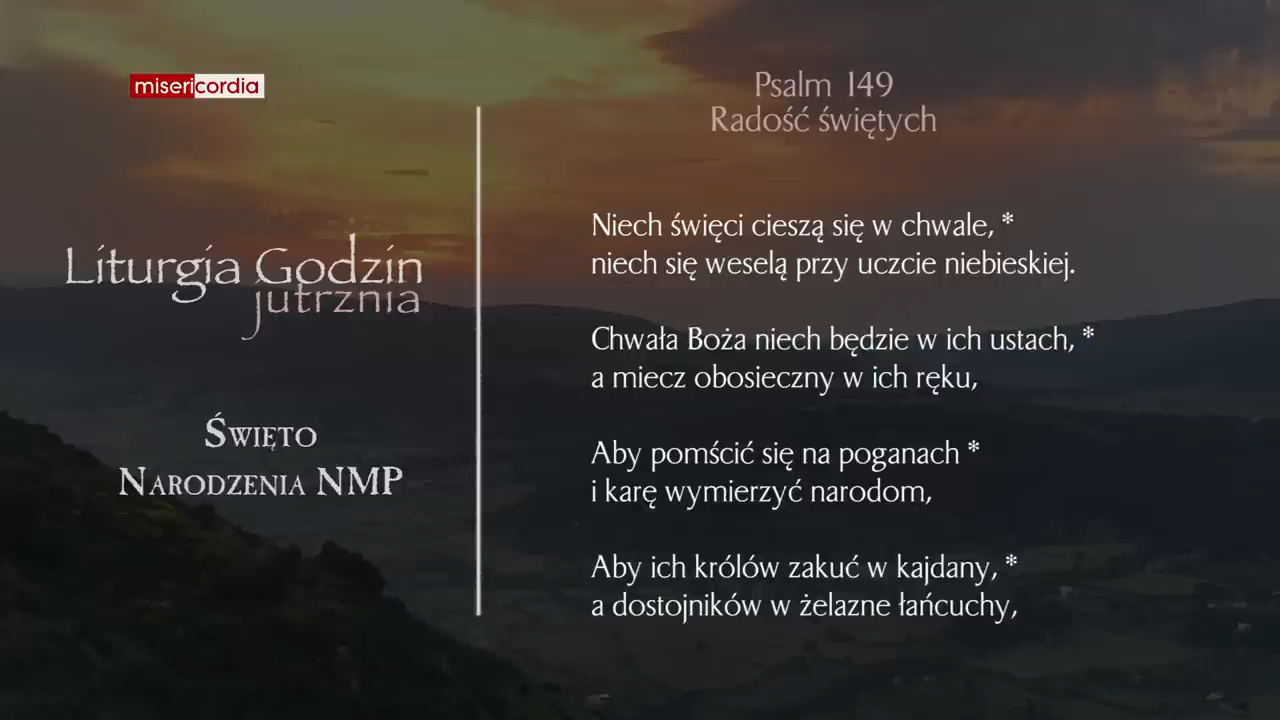 misericordia
Liturgia Godzin
jutrznia
Święto
Narodzenia NMP
Psalm 149
Radość świętych
Niech święci cieszą się w chwale, *
niech się weselą przy uczcie niebieskiej.
Chwała Boża niech będzie w ich ustach, *
a miecz obosieczny w ich ręku,
Aby pomścić się na poganach *
i karę wymierzyć narodom,
Aby ich królów zakuć w kajdany, *
a dostojników w żelazne łańcuchy,